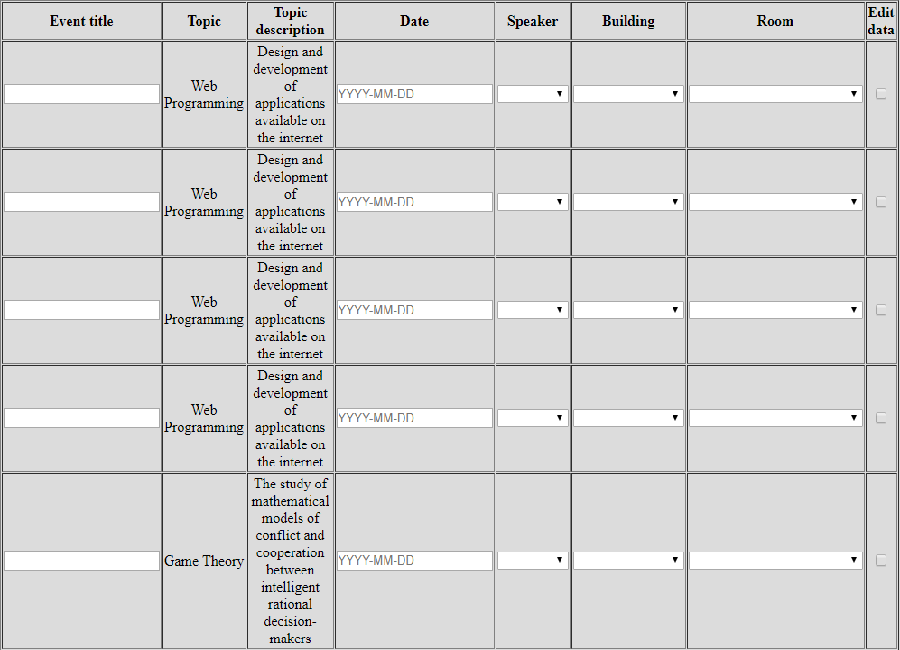 Event title
Topic
Topic
description
Date
Speaker
Building
Room
Edit
data
Web
Programming
Design and
development
of
applications
available on
the internet
YYYY-MM-DD
Web
Programming
Design and
development
of
applications
available on
the internet
YYYY-MM-DD
Web
Programming
Design and
development
of
applications
available on
the internet
YYYY-MM-DD
Web
Programming
Design and
development
of
applications
available on
the internet
YYYY-MM-DD
Game Theory
The study of
mathematical
models of
conflict and
cooperation
between
intelligent
rational
decision-
makers
YYYY-MM-DD